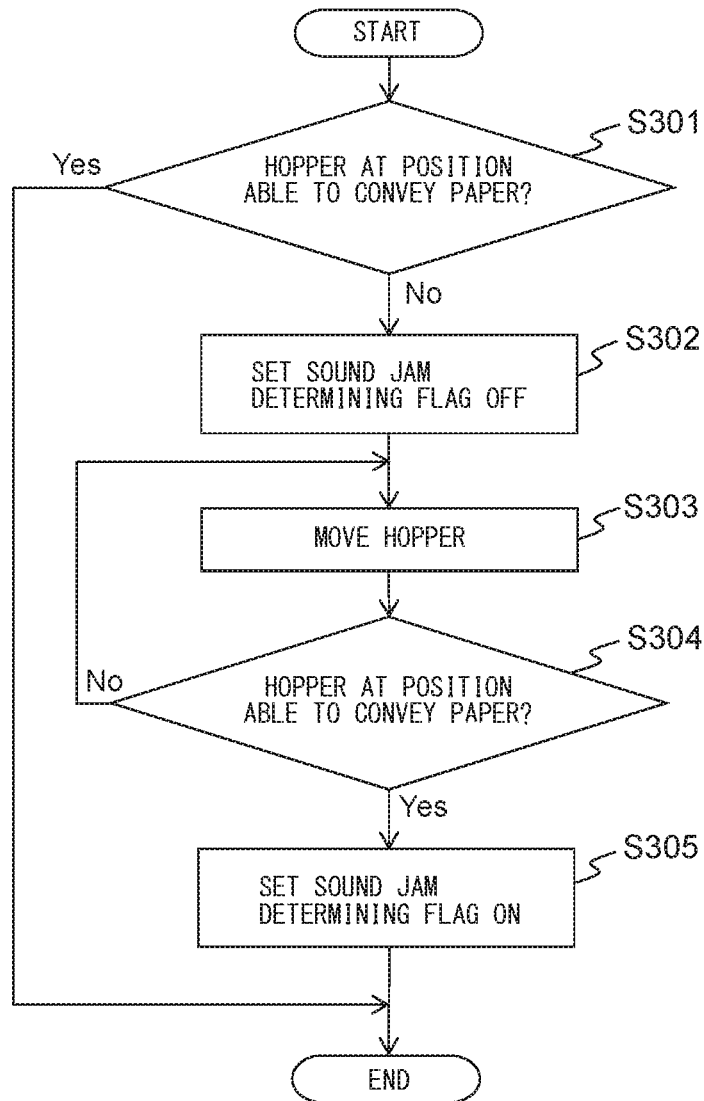 START
S301
Yes
HOPPER AT POSITION
ABLE TO CONVEY PAPER?
No
S302
SET SOUND JAM
DETERMINING FLAG OFF
S303
MOVE HOPPER
S304
No
HOPPER AT POSITION
ABLE TO CONVEY PAPER?
Yes
S305
SET SOUND JAM
DETERMINING FLAG ON
END